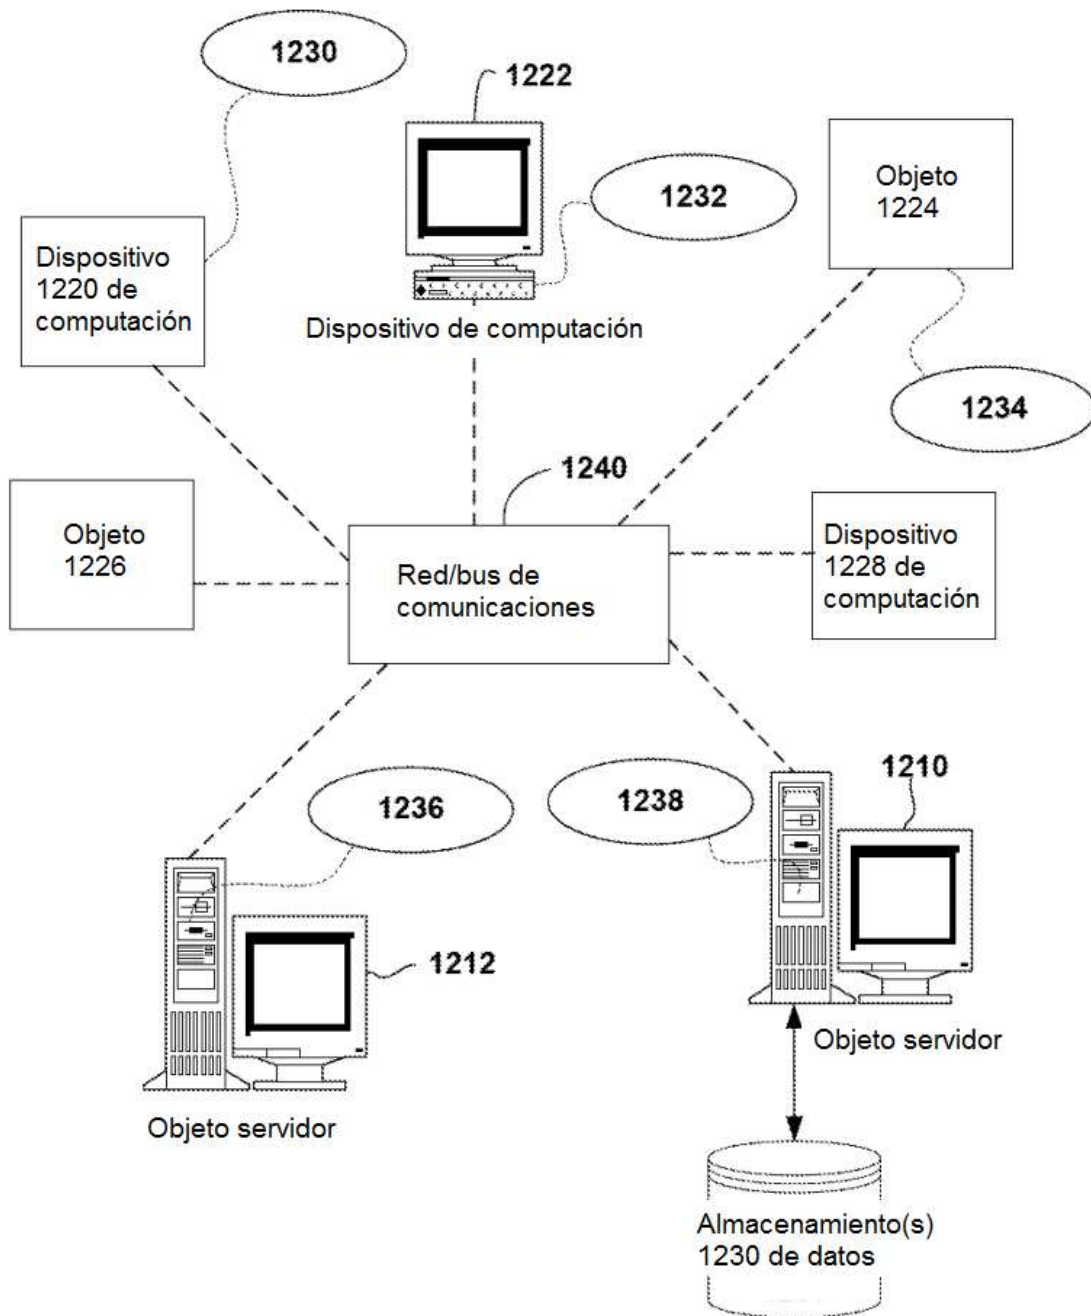 1230
1222
1232
Objeto
1224
Dispositivo
1220 de
computación
Dispositivo de computación
1234
1240
Objeto
1226
Red/bus de
comunicaciones
Dispositivo
1228 de
computación
1236
1238
1210
1212
Objeto servidor
Objeto servidor
Almacenamiento(s)
1230 de datos